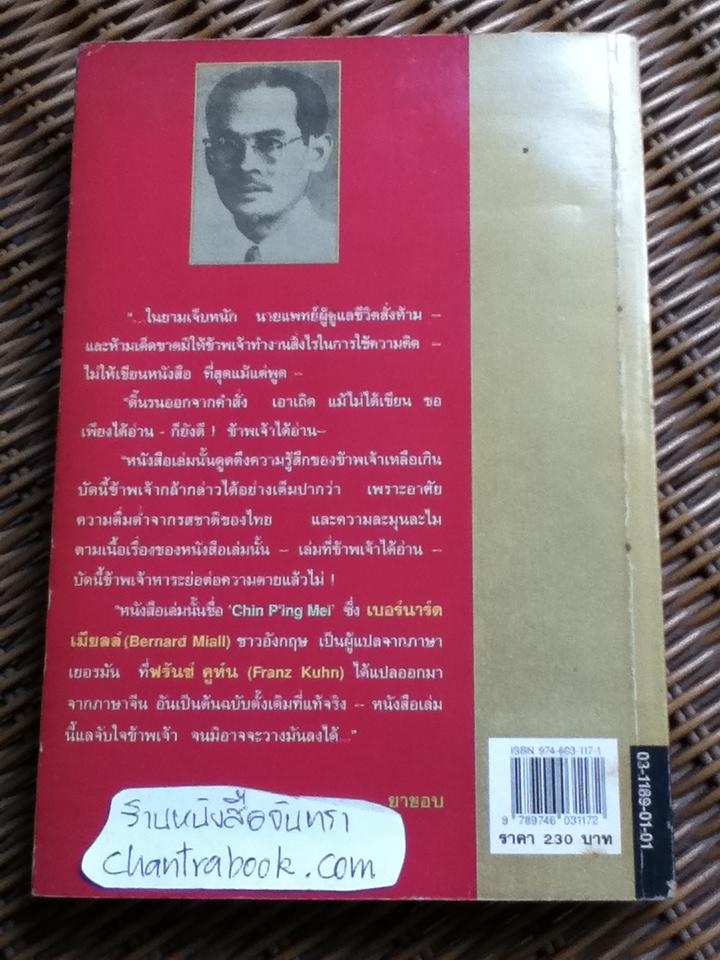 "...ในยามเจ็บหนัก นายแพทย์ผู้ดูแลชีวิตสั่งห้าม –
และห้ามเด็ดขาดมิให้ข้าพเจ้าทำงานสิ่งไรในการใช้ความคิด –
ไม่ให้เขียนหนังสือ ที่สุดแม้แต่พูด –
"ดิ้นรนออกจากคำสั่ง เอาเถิด แม้ไม่ได้เขียน ขอ
เพียงได้อ่าน - ก็ยังดี ! ข้าพเจ้าได้อ่าน–
"หนังสือเล่มนั้นดูดดึงความรู้สึกของข้าพเจ้าเหลือเกิน
บัดนี้ข้าพเจ้ากล้ากล่าวได้อย่างเต็มปากว่า เพราะอาศัย
ความดื่มด่ำจากรสชาติของไทย และความละมุนละไม
ตามเนื้อเรื่องของหนังสือเล่มนั้น – เล่มที่ข้าพเจ้าได้อ่าน –
บัดนี้ข้าพเจ้าหาระย่อต่อความตายแล้วไม่ !
"หนังสือเล่มนั้นชื่อ 'Chin P'ing Mei' ซึ่ง เบอร์นาร์ด
เมียลล์ (Bernard Miall) ชาวอังกฤษ เป็นผู้แปลจากภาษา
เยอรมัน ที่ฟรันซ์ คูห์น (Franz Kuhn) ได้แปลออกมา
จากภาษาจีน อันเป็นต้นฉบับดั้งเดิมที่แท้จริง – หนังสือเล่ม
นี้แลจับใจข้าพเจ้า จนมิอาจจะวางมันลงได้..."
ยาขอบ
ร้านหนังสือจันทรา
chantrabook.com
ISBN 974-603-117-1
9 789746 031172
ราคา 230 บาท
03-1189-01-01